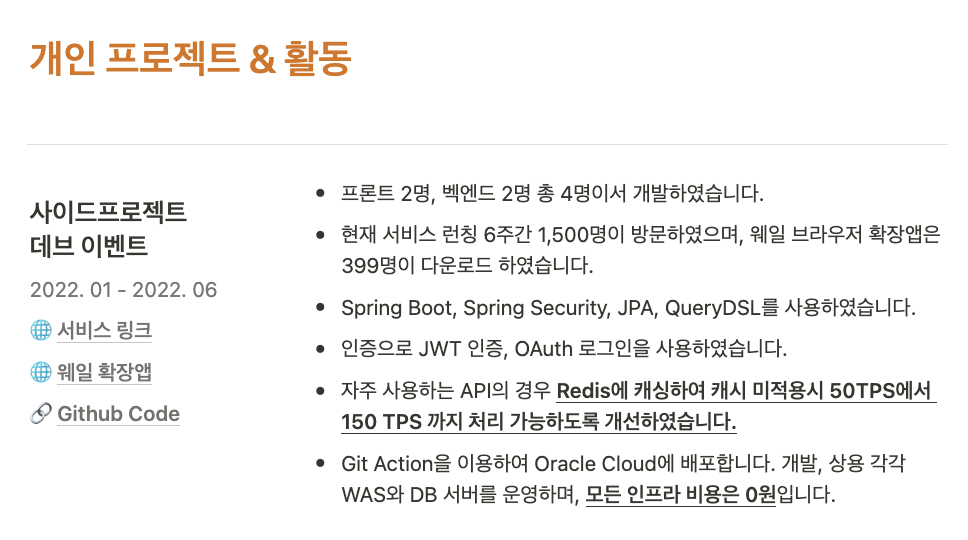 개인 프로젝트 & 활동
사이드프로젝트
데브 이벤트
2022. 01 - 2022. 06
서비스 링크
웨일 확장앱
Github Code
프론트 2명, 벡엔드 2명 총 4명이서 개발하였습니다.
현재 서비스 런칭 6주간 1,500명이 방문하였으며, 웨일 브라우저 확장앱은
399명이 다운로드 하였습니다.
Spring Boot, Spring Security, JPA, QueryDSL를 사용하였습니다.
인증으로 JWT 인증, OAuth 로그인을 사용하였습니다.
자주 사용하는 API의 경우 Redis에 캐싱하여 캐시 미적용시 50TPS에서
150 TPS 까지 처리 가능하도록 개선하였습니다.
Git Action을 이용하여 Oracle Cloud에 배포합니다. 개발, 상용 각각
WAS와 DB 서버를 운영하며, 모든 인프라 비용은 0원입니다.